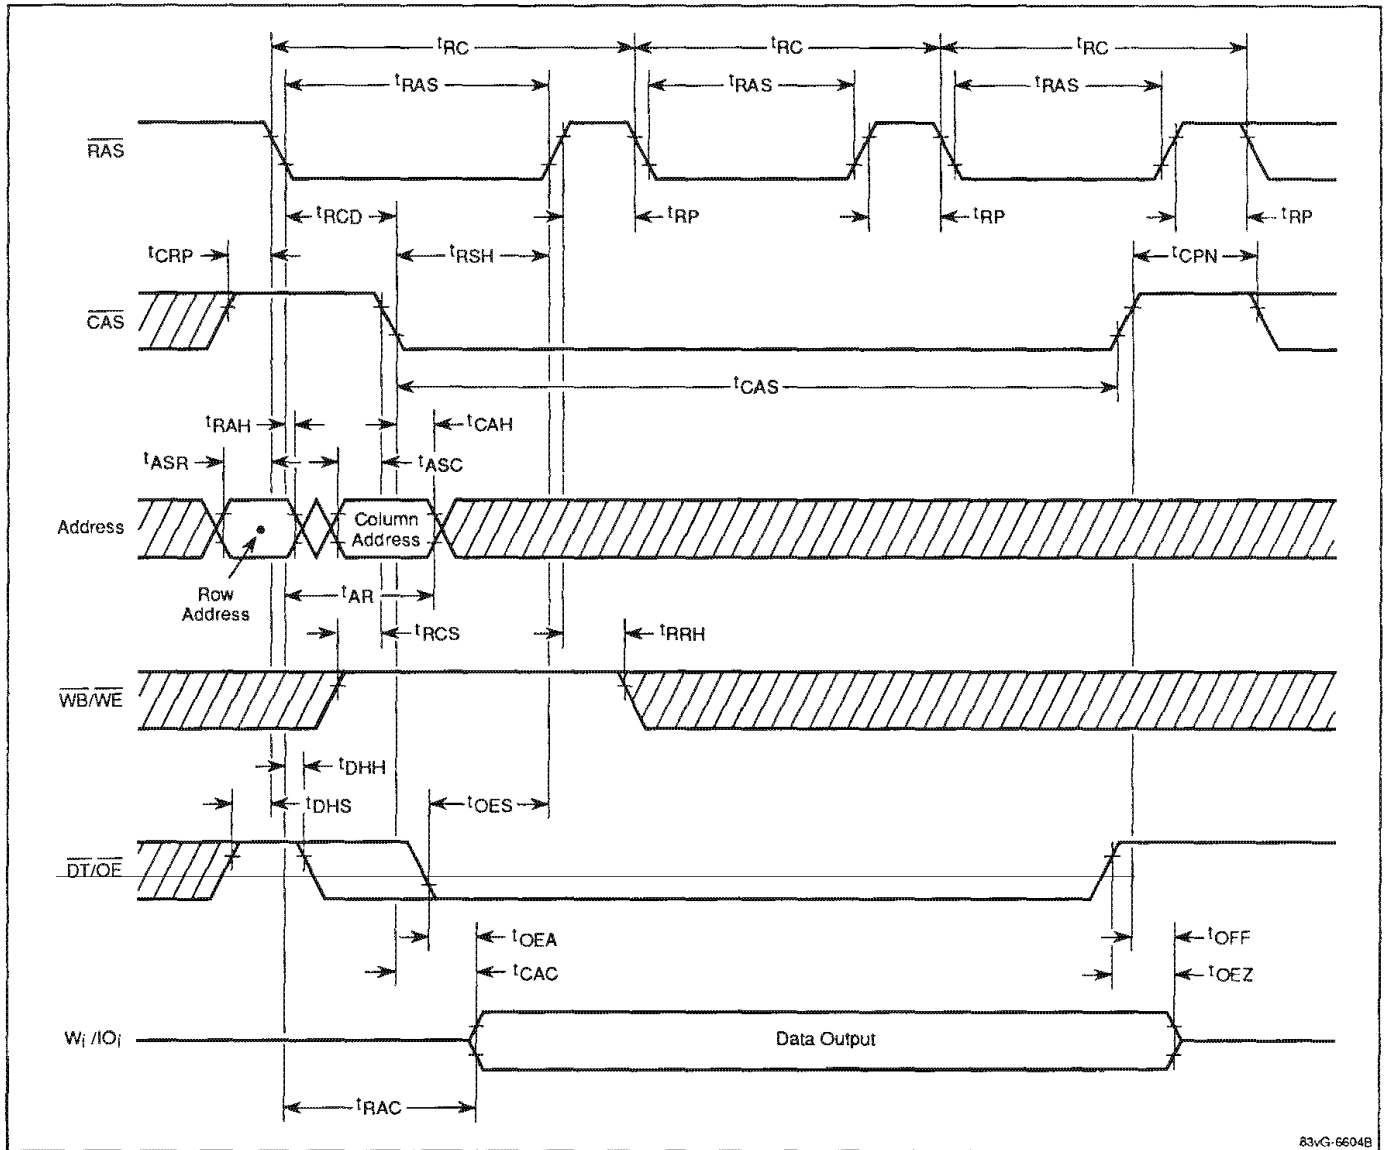 tRC tRC tRC
tRAS tRAS tRAS
RAS
tRCD tRP tRP tRP
tCRP tRSH tCPN
CAS
tCAS
tRAH tCAH
tASR tASC
Address Column
Address
Row
Address
tAR
tRCS tRRH
WB/WE
tDHH
tDHS tOES
DT/OE
tOEA tOFF
tCAC tOEZ
Wi /IOi Data Output
tRAC
83vG-6604B